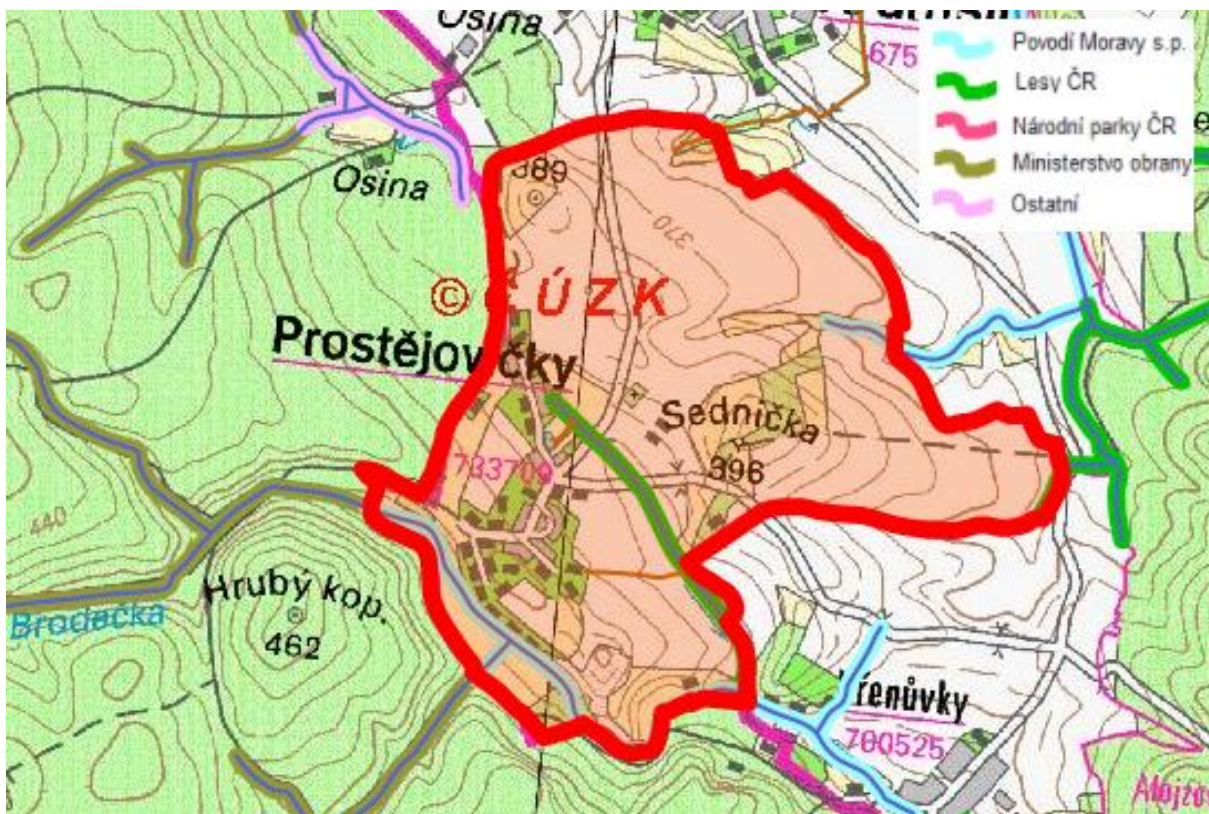 Osina
675
Povodí Moravy s.p.
Lesy ČR
Národní parky ČR
Ministerstvo obrany
Ostatní
389
Osina
370
© ČÚZK
Prostějovičky
Sednička
396
733709
440
Hrubý kop.
462
Brodečka
780525